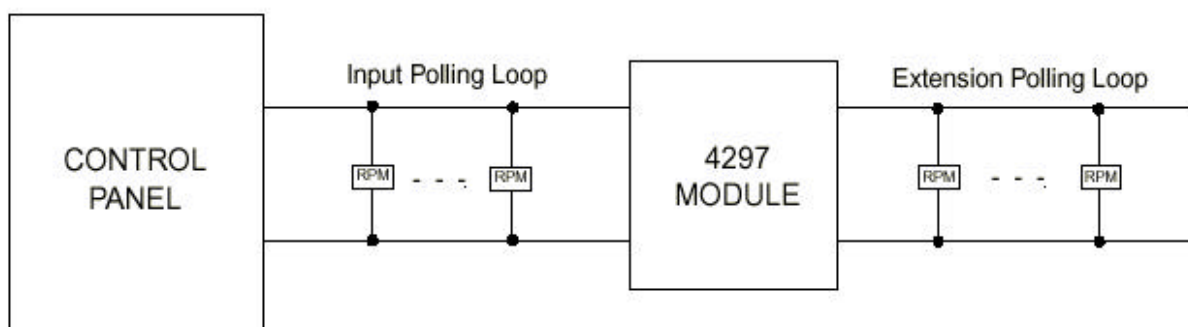 Input Polling Loop
Extension Polling Loop
CONTROL
PANEL
RPM
RPM
4297
MODULE
RPM
RPM